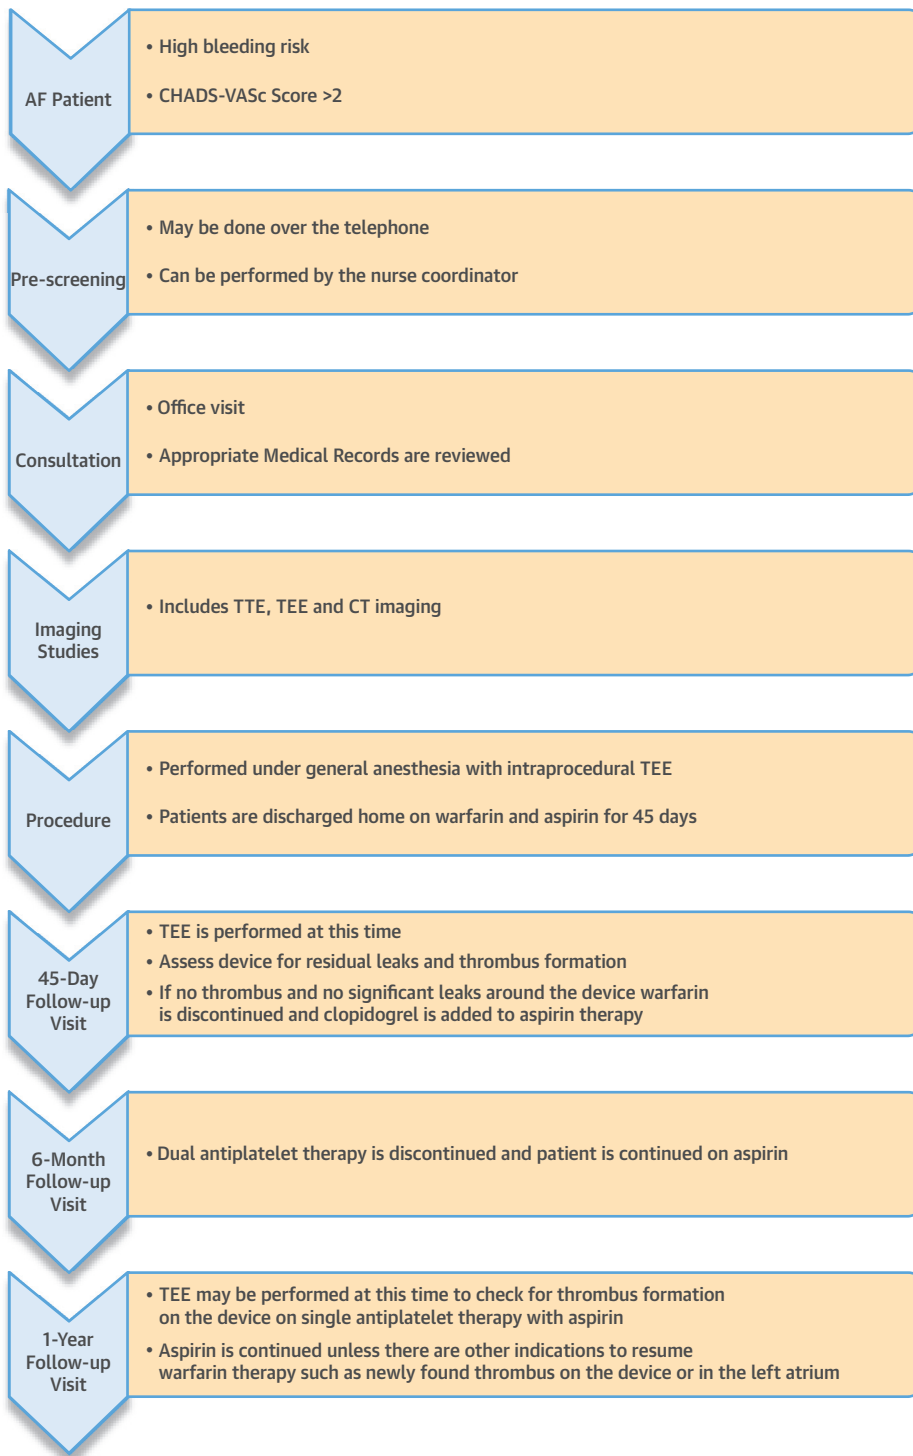 AF Patient
• High bleeding risk
• CHADS-VASc Score >2
Pre-screening
• May be done over the telephone
• Can be performed by the nurse coordinator
Consultation
• Office visit
• Appropriate Medical Records are reviewed
Imaging
Studies
• Includes TTE, TEE and CT imaging
Procedure
• Performed under general anesthesia with intraprocedural TEE
• Patients are discharged home on warfarin and aspirin for 45 days
45-Day
Follow-up
Visit
• TEE is performed at this time
• Assess device for residual leaks and thrombus formation
• If no thrombus and no significant leaks around the device warfarin
is discontinued and clopidogrel is added to aspirin therapy
6-Month
Follow-up
Visit
• Dual antiplatelet therapy is discontinued and patient is continued on aspirin
1-Year
Follow-up
Visit
• TEE may be performed at this time to check for thrombus formation
on the device on single antiplatelet therapy with aspirin
• Aspirin is continued unless there are other indications to resume
warfarin therapy such as newly found thrombus on the device or in the left atrium